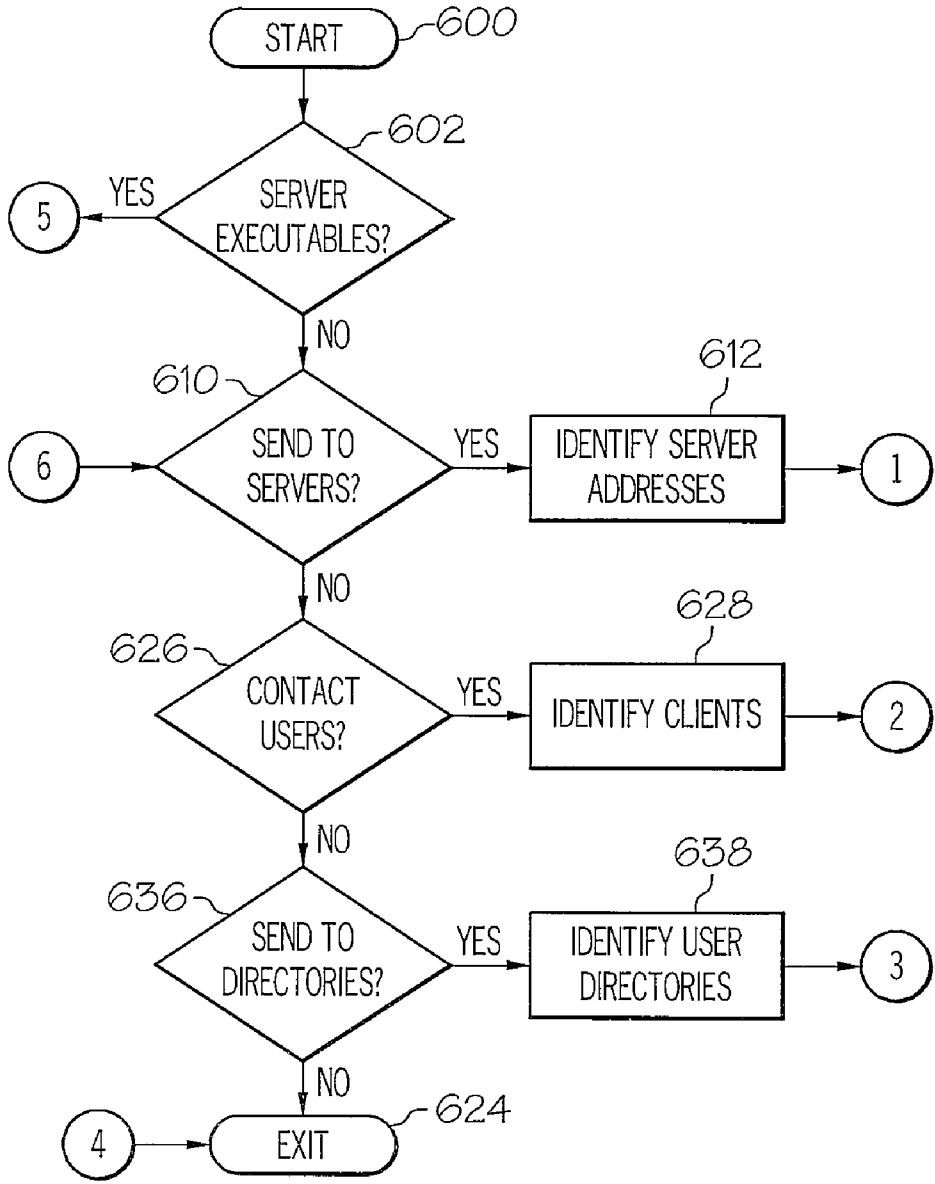 START
600
602
YES
5
SERVER
EXECUTABLES?
NO
610
612
6
SEND TO
SERVERS?
YES
IDENTIFY SERVER
ADDRESSES
1
NO
626
628
CONTACT
USERS?
YES
IDENTIFY CLIENTS
2
NO
636
638
SEND TO
DIRECTORIES?
YES
IDENTIFY USER
DIRECTORIES
3
NO
624
4
EXIT